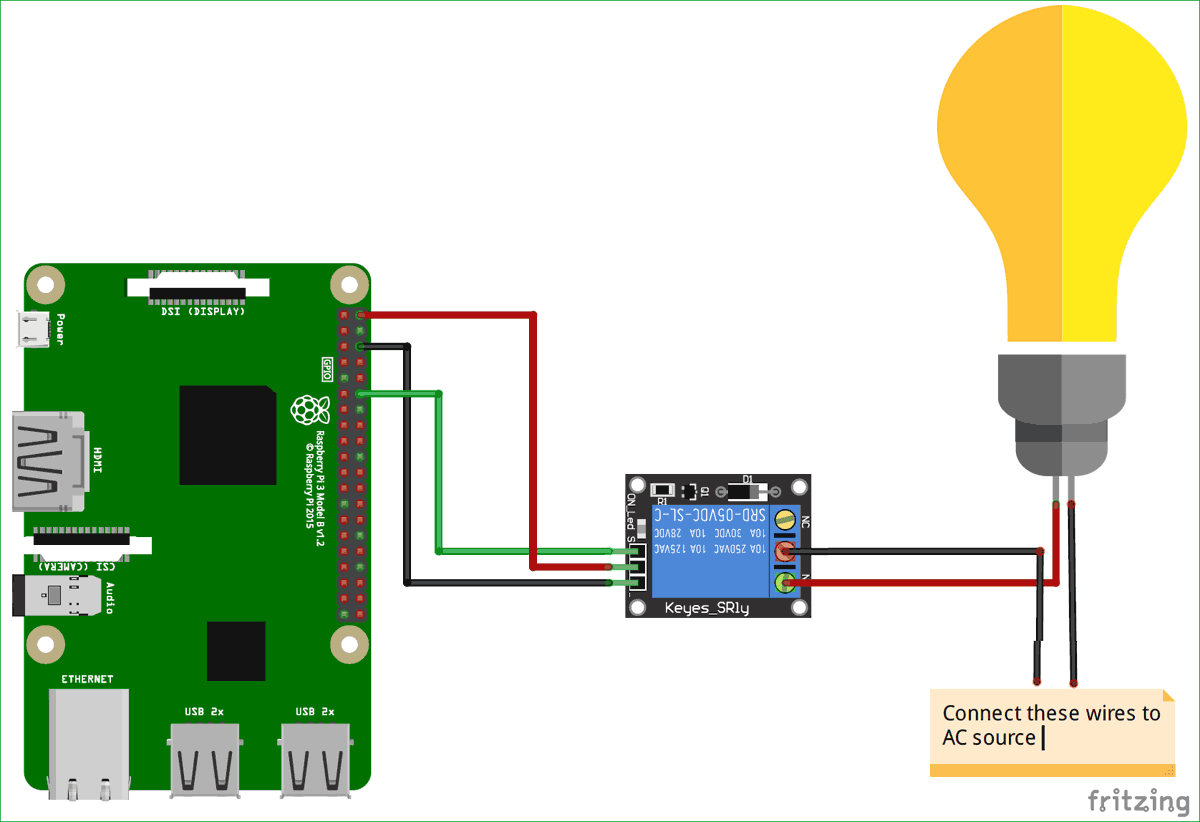 DSI (DISPLAY)
Power
GPIO
Raspberry Pi 3 Model B v1.2
© Raspberry Pi 2015
HDMI
CSI (CAMERA)
Audio
ETHERNET
USB 2x
USB 2x
D1
R1
Q1
ON_Led
S
SRD-05VDC-SL-C
10A 30VDC 10A 28VDC
10A 250VAC 10A 125VAC
NC
N
Keyes_SRly
Connect these wires to
AC source
fritzing